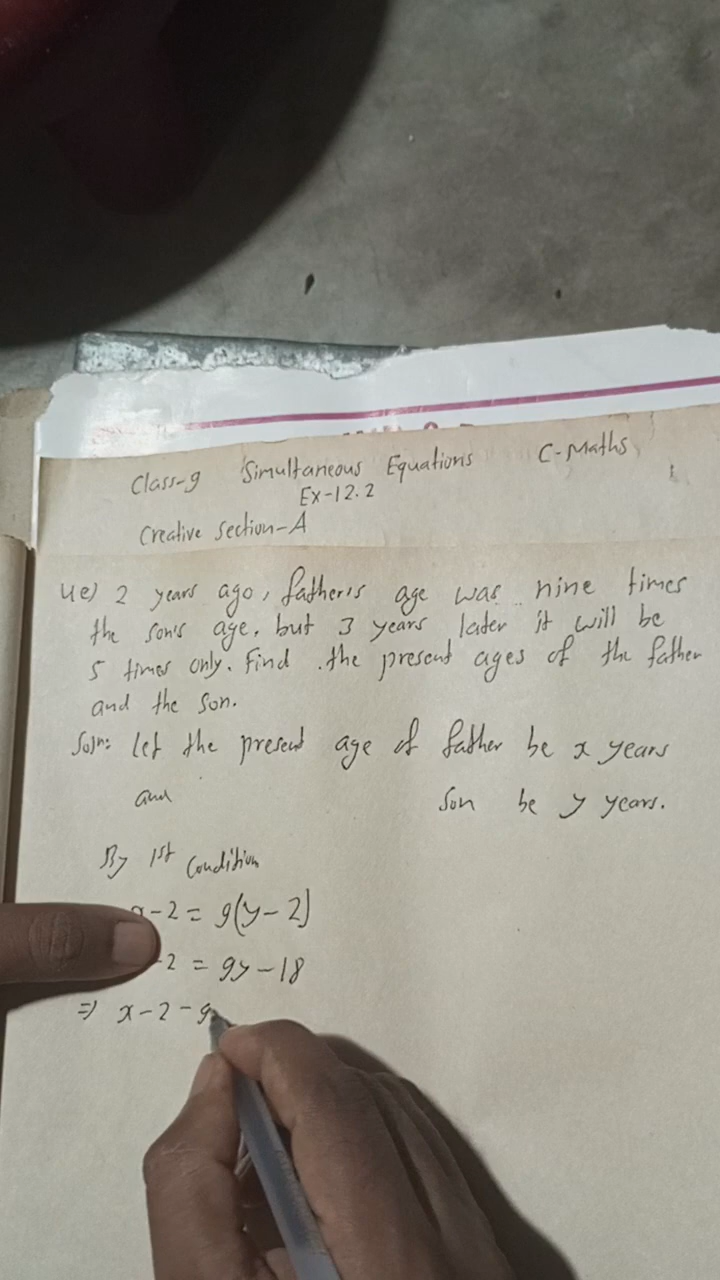 Class-9 Simultaneous Equations C-Maths
Ex-12.2
Creative Section-A
4e) 2 years ago, father's age was nine times
the son's age, but 3 years later it will be
5 times only. Find the present ages of the father
and the son.
Soln: let the present age of father be x years
and son be y years.
By 1st Condition
x-2 = 9(y-2)
-2 = 9y-18
=> x-2-9